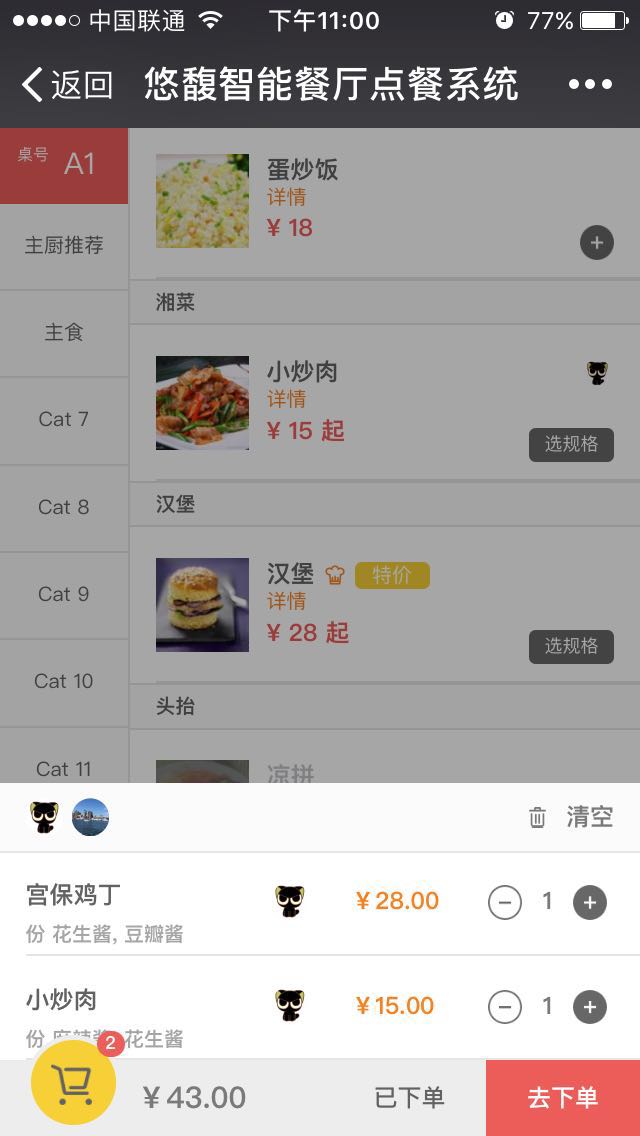 中国联通 下午11:00 77%
返回 悠馥智能餐厅点餐系统
桌号 A1
主厨推荐
主食
Cat 7
Cat 8
Cat 9
Cat 10
Cat 11
蛋炒饭
详情
¥ 18
湘菜
小炒肉
详情
¥ 15 起
选规格
汉堡
汉堡 特价
详情
¥ 28 起
选规格
头抬
凉拼
清空
宫保鸡丁 ¥28.00 1
份 花生酱, 豆瓣酱
小炒肉 ¥15.00 1
份 麻辣酱, 花生酱
2
¥ 43.00 已下单 去下单